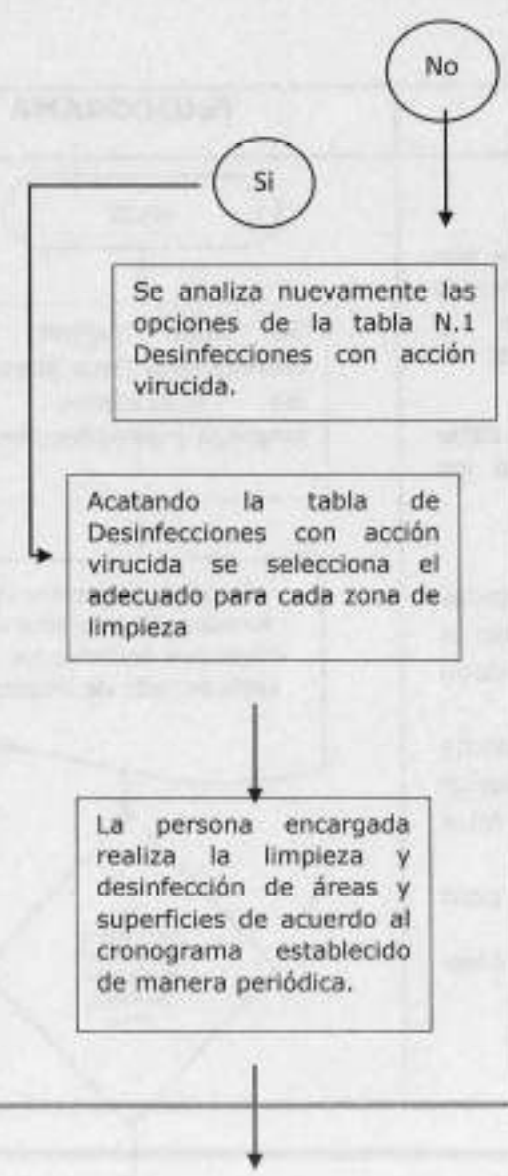 No
Si
Se analiza nuevamente las
opciones de la tabla N.1
Desinfecciones con acción
virucida.
Acatando la tabla de
Desinfecciones con acción
virucida se selecciona el
adecuado para cada zona de
limpieza
La persona encargada
realiza la limpieza y
desinfección de áreas y
superficies de acuerdo al
cronograma establecido
de manera periódica.